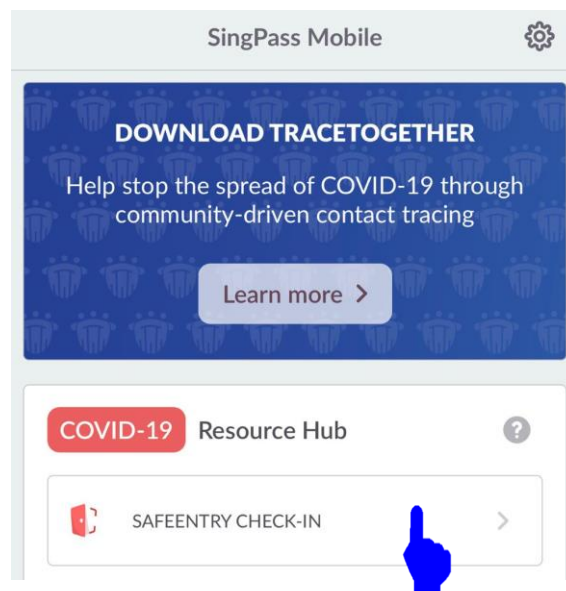 SingPass Mobile
DOWNLOAD TRACETOGETHER
Help stop the spread of COVID-19 through
community-driven contact tracing
Learn more >
COVID-19 Resource Hub ?
SAFEENTRY CHECK-IN >